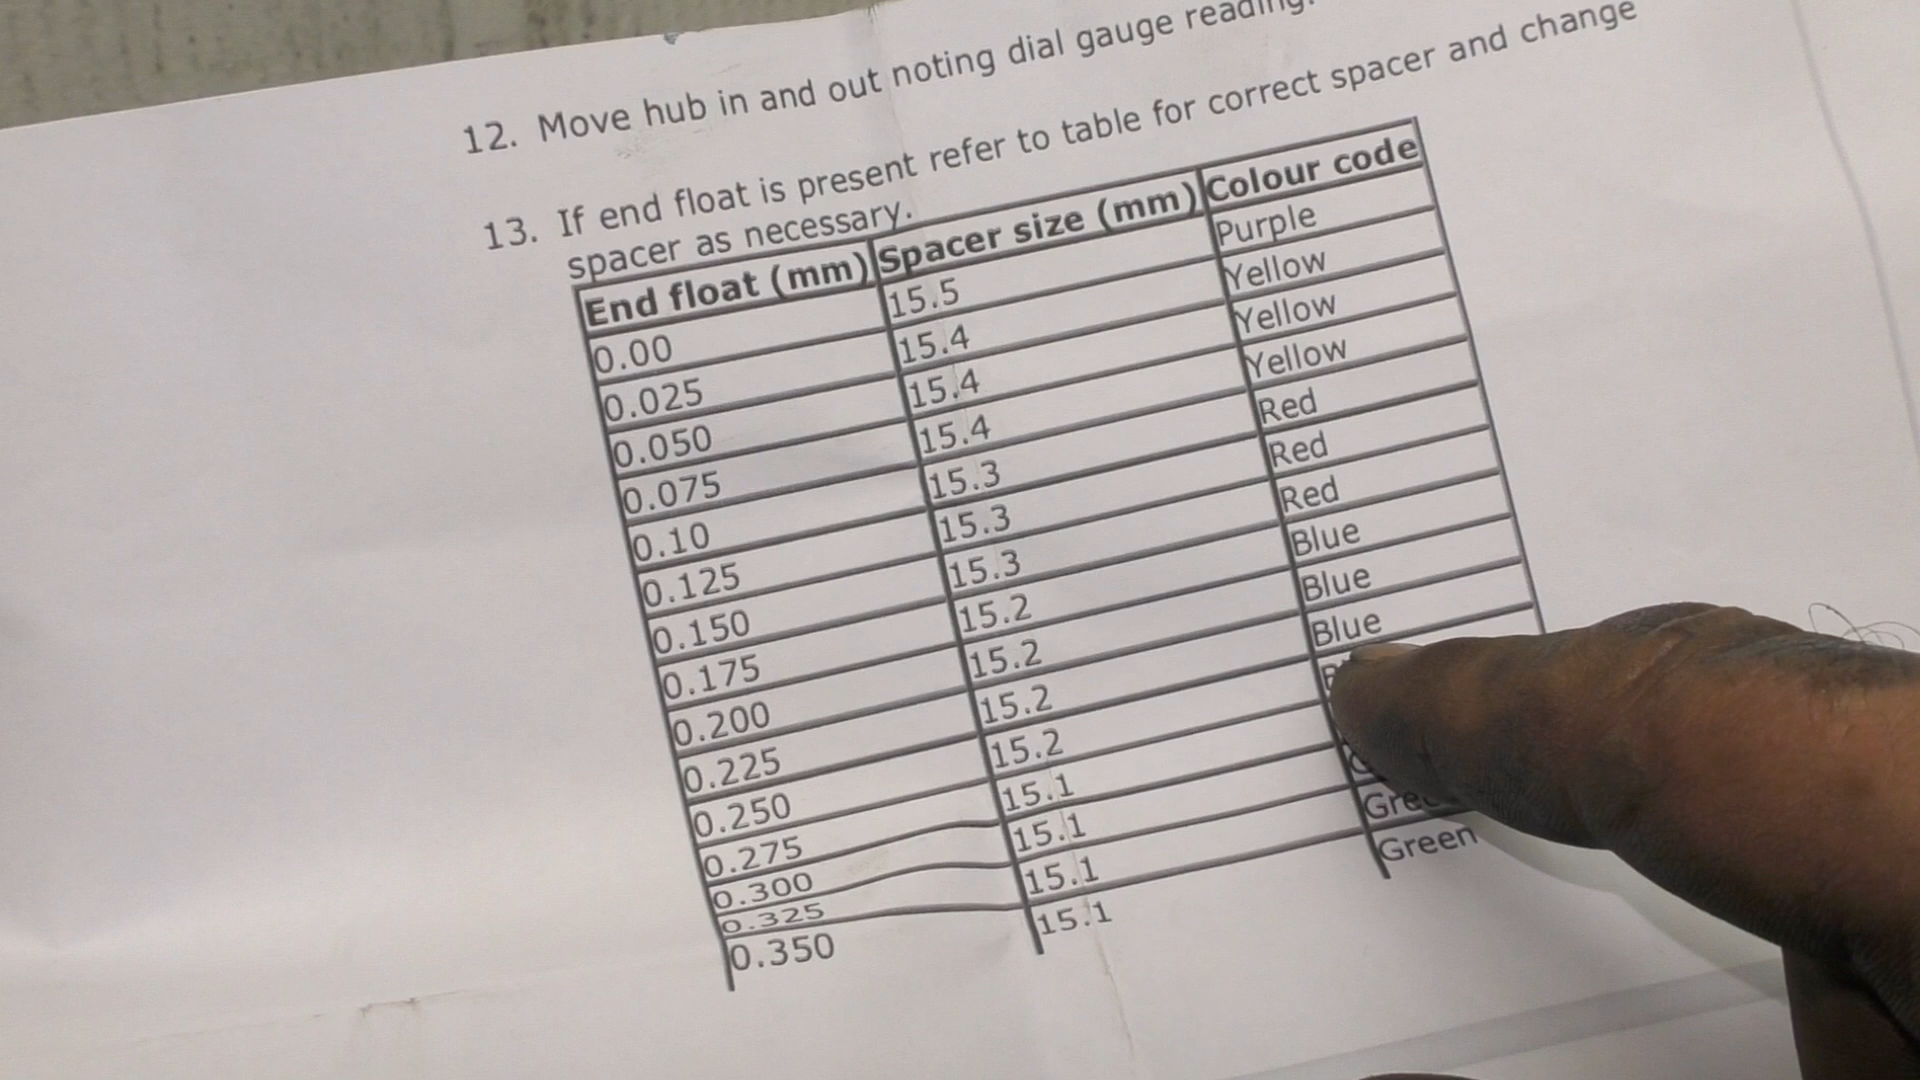 12. Move hub in and out noting dial gauge reading.
13. If end float is present refer to table for correct spacer and change
spacer as necessary.
End float (mm) Spacer size (mm) Colour code
0.00 15.5 Purple
0.025 15.4 Yellow
0.050 15.4 Yellow
0.075 15.4 Yellow
0.10 15.3 Red
0.125 15.3 Red
0.150 15.3 Red
0.175 15.2 Blue
0.200 15.2 Blue
0.225 15.2 Blue
0.250 15.2
0.275 15.1
0.300 15.1
0.325 15.1
0.350 15.1 Green